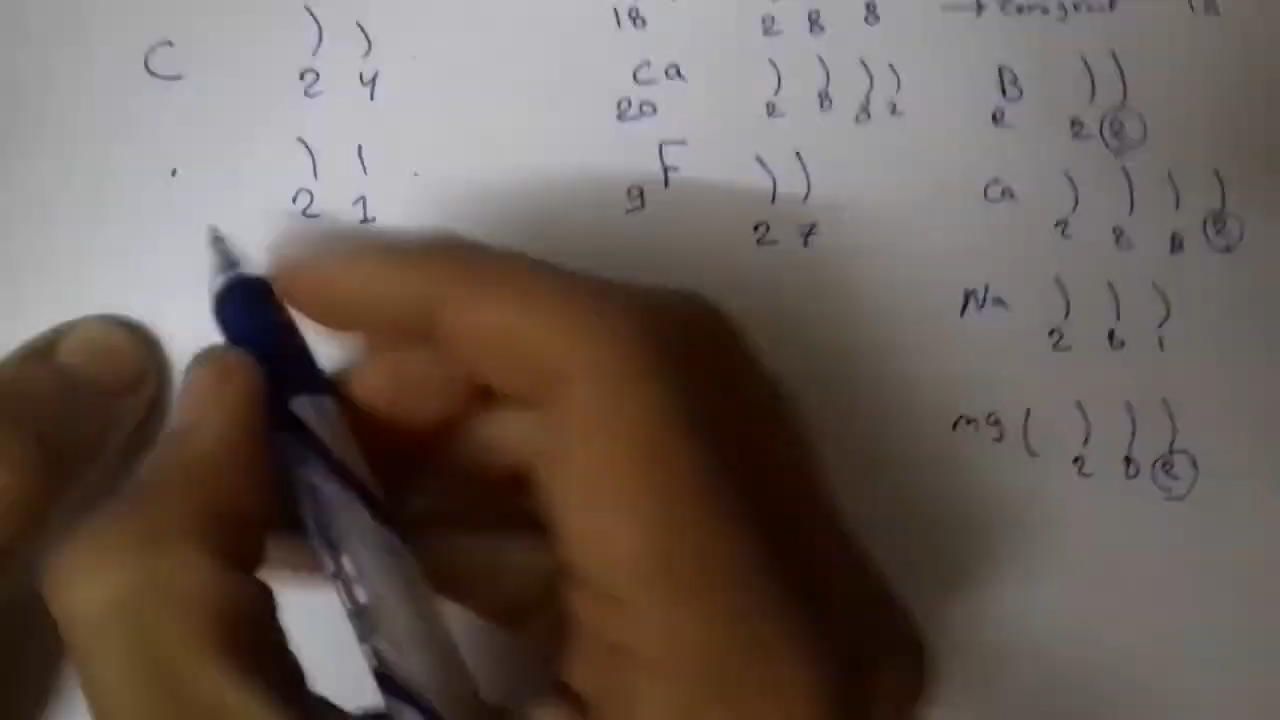 C ) ) 2 4
) ) 2 1
18 2 8 8 →
Ca 20 ) ) ) ) 2 8 8 2
F 9 ) ) 2 7
B 2 ) ) 2 2
Ca ) ) ) ) 2 8 8 2
Na ) ) ) 2 8 1
mg ( ) ) ) 2 8 2